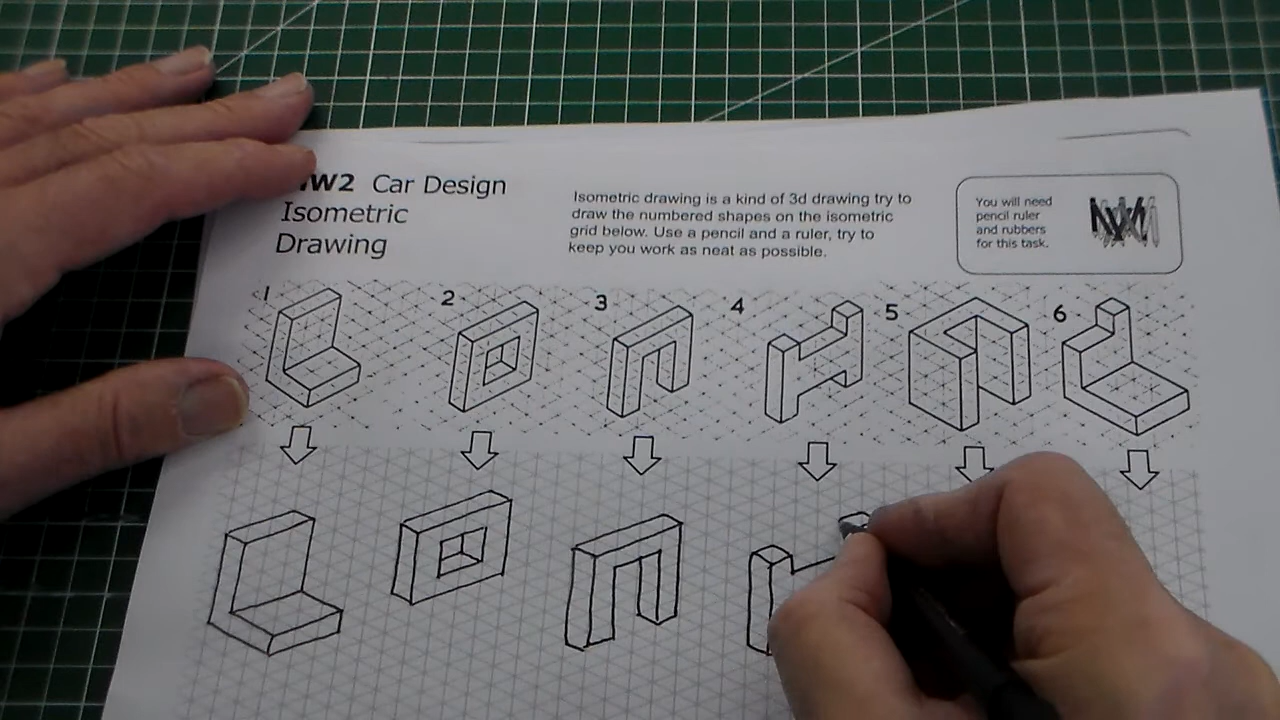 W2 Car Design
Isometric
Drawing
Isometric drawing is a kind of 3d drawing try to
draw the numbered shapes on the isometric
grid below. Use a pencil and a ruler, try to
keep you work as neat as possible.
You will need
pencil ruler
and rubbers
for this task.
1 2 3 4 5 6